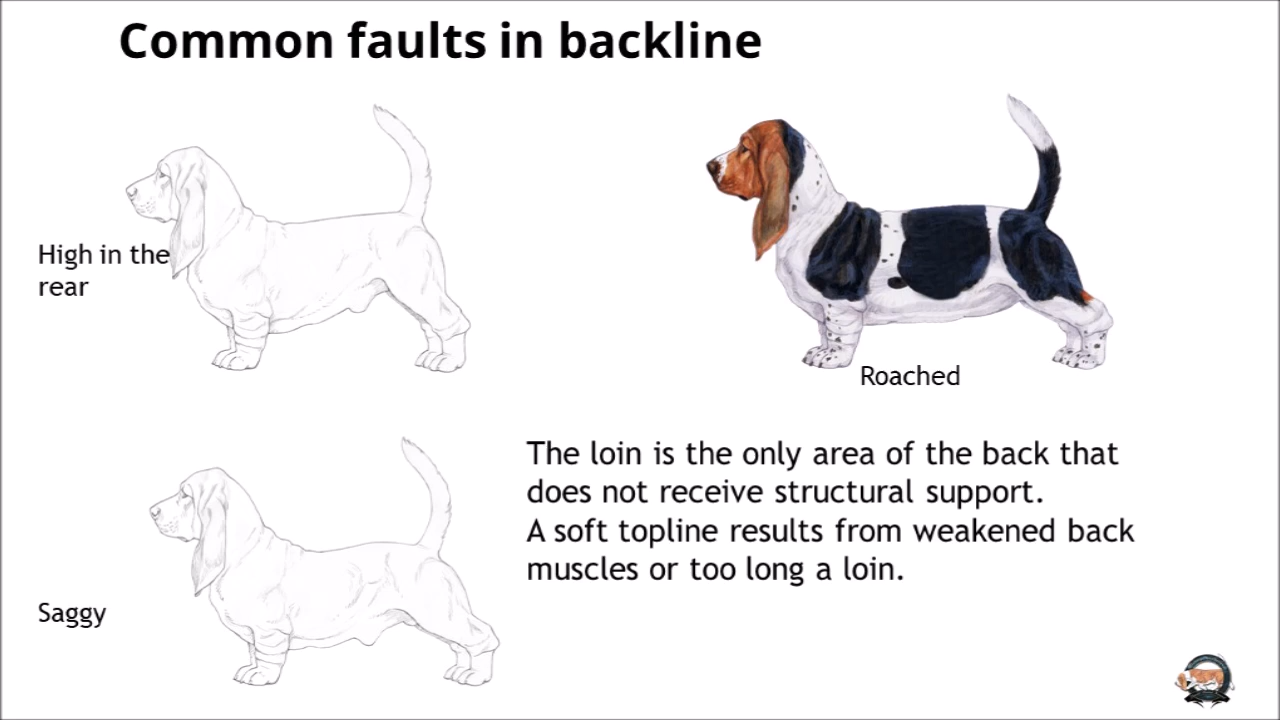 Common faults in backline
High in the
rear
Roached
The loin is the only area of the back that
does not receive structural support.
A soft topline results from weakened back
muscles or too long a loin.
Saggy